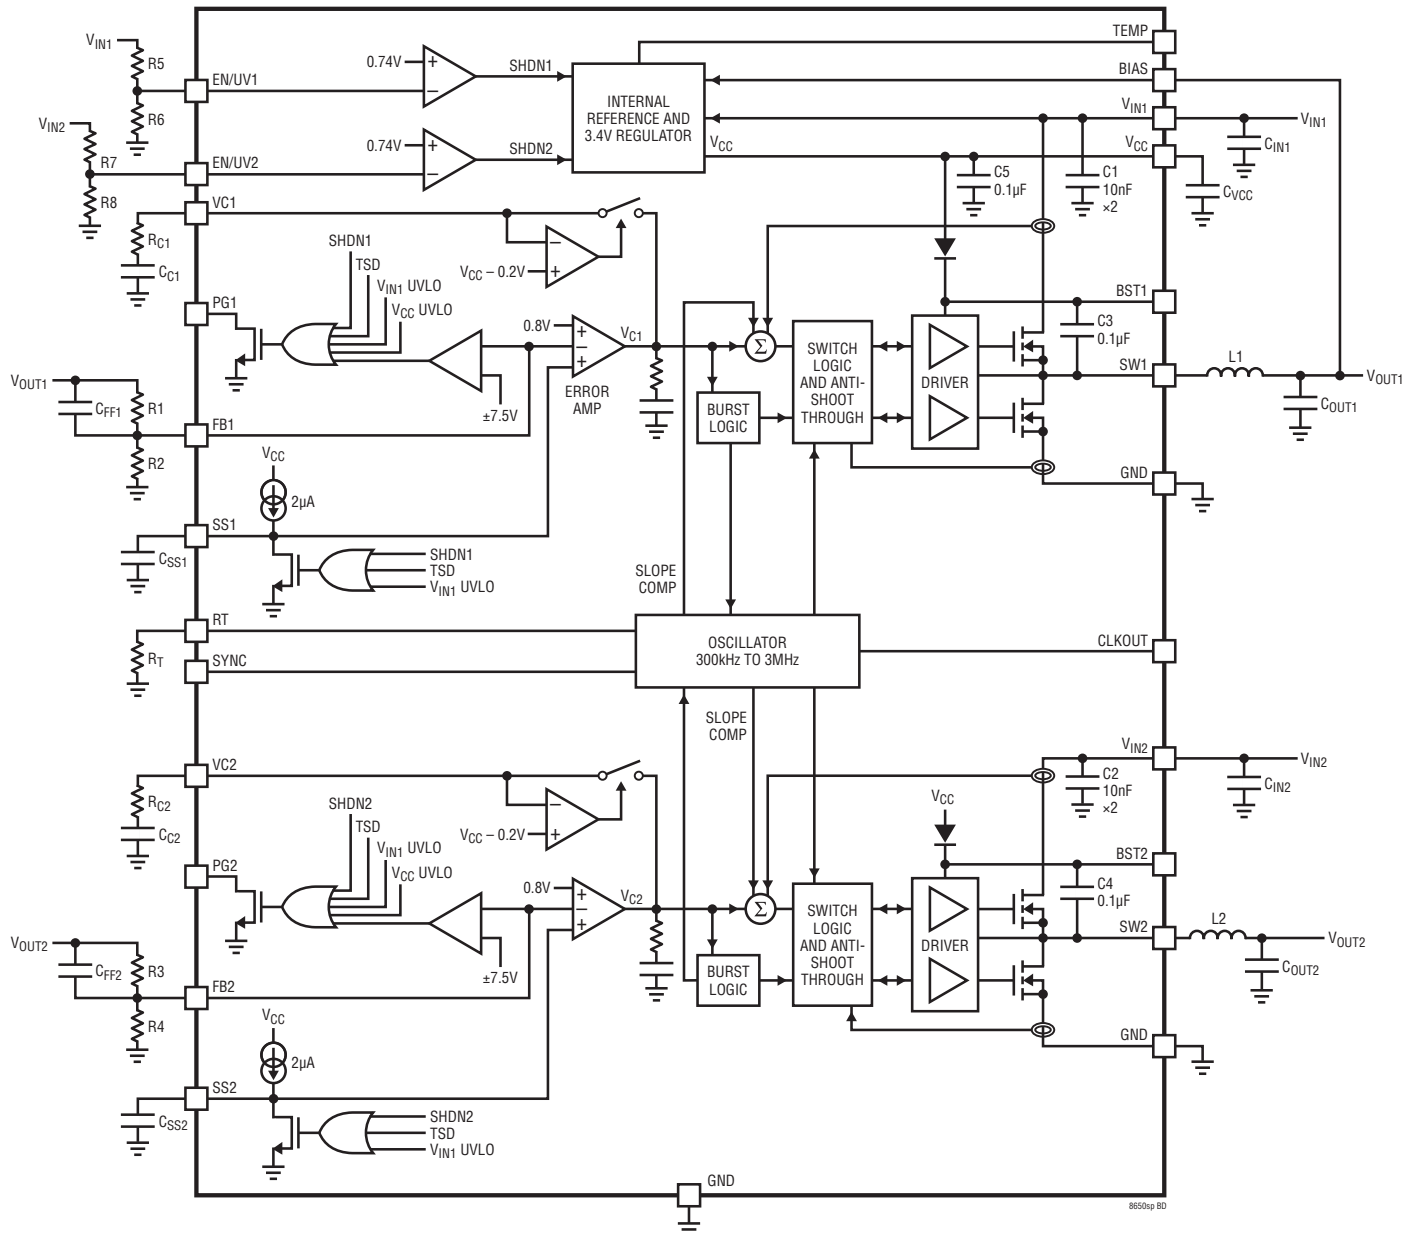 TEMP
VIN1
R5
0.74V
+
SHDN1
BIAS
EN/UV1
–
INTERNAL
REFERENCE AND
3.4V REGULATOR
VIN1
VIN1
R6
VIN2
CIN1
0.74V
+
SHDN2
VCC
VCC
R7
EN/UV2
–
C5
0.1µF
C1
10nF
×2
CVCC
R8
VC1
RC1
SHDN1
–
CC1
TSD
VCC – 0.2V
+
VIN1 UVLO
PG1
VCC UVLO
BST1
0.8V
+
VC1
C3
0.1µF
–
Σ
SWITCH
LOGIC
AND ANTI-
SHOOT
THROUGH
L1
+
SW1
VOUT1
VOUT1
ERROR
AMP
DRIVER
CFF1
R1
±7.5V
BURST
LOGIC
COUT1
FB1
R2
VCC
GND
2µA
SS1
CSS1
SHDN1
TSD
VIN1 UVLO
SLOPE
COMP
RT
OSCILLATOR
300kHz TO 3MHz
CLKOUT
RT
SYNC
SLOPE
COMP
VIN2
VIN2
VC2
C2
10nF
×2
CIN2
RC2
SHDN2
–
VCC
CC2
TSD
VCC – 0.2V
+
VIN1 UVLO
PG2
VCC UVLO
BST2
0.8V
+
VC2
C4
0.1µF
–
Σ
SWITCH
LOGIC
AND ANTI-
SHOOT
THROUGH
L2
+
SW2
VOUT2
VOUT2
DRIVER
CFF2
R3
±7.5V
BURST
LOGIC
COUT2
FB2
R4
VCC
GND
2µA
SS2
CSS2
SHDN2
TSD
VIN1 UVLO
GND
8650sp BD